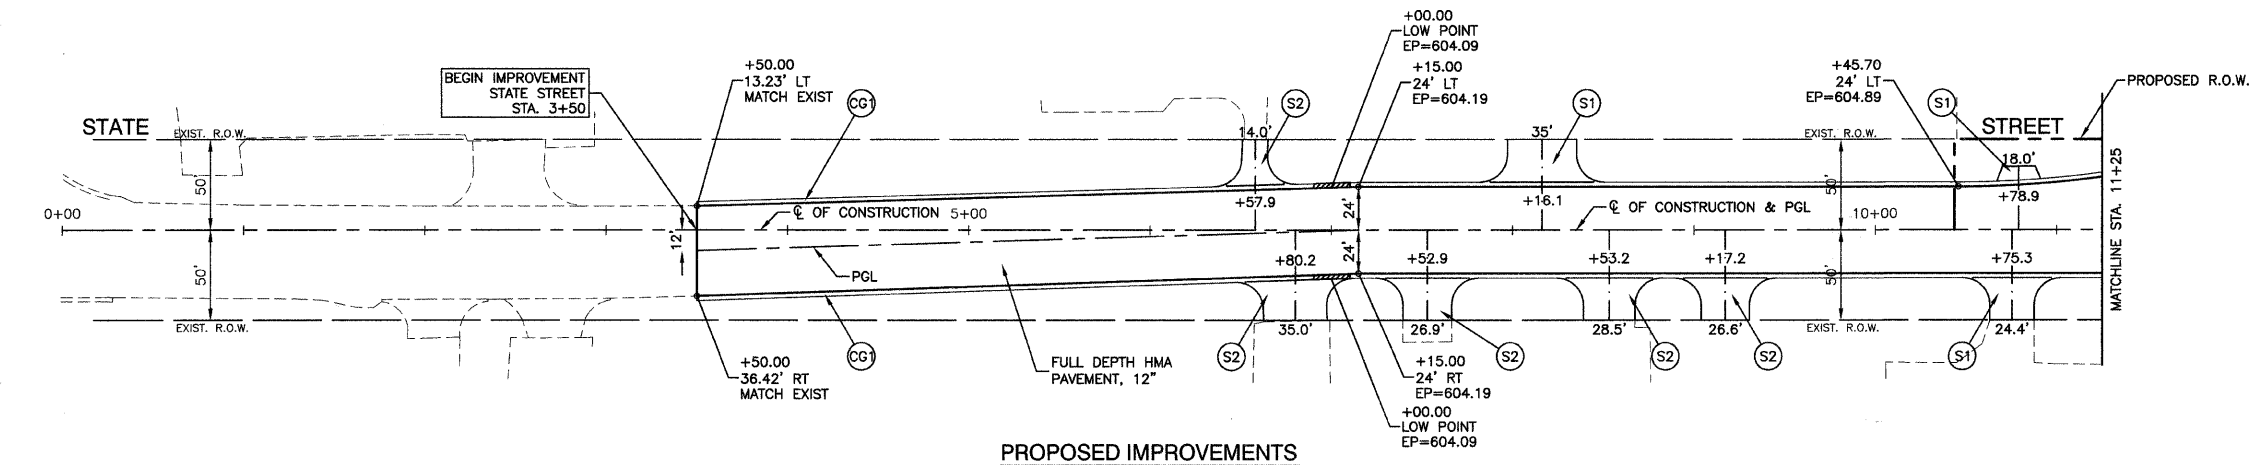 +00.00
LOW POINT
EP=604.09
BEGIN IMPROVEMENT
STATE STREET
STA. 3+50
+50.00
13.23' LT
MATCH EXIST
CG1
S2
+15.00
24' LT
EP=604.19
S1
+45.70
24' LT
EP=604.89
S1
PROPOSED R.O.W.
STATE
EXIST. R.O.W.
14.0'
35'
EXIST. R.O.W.
STREET
18.0'
50'
0+00
12'
℄ OF CONSTRUCTION
5+00
+57.9
24'
+16.1
℄ OF CONSTRUCTION & PGL
50'
10+00
+78.9
MATCHLINE STA. 11+25
50'
PGL
+80.2
24'
+52.9
+53.2
+17.2
50'
+75.3
EXIST. R.O.W.
35.0'
26.9'
28.5'
26.6'
EXIST. R.O.W.
24.4'
+50.00
36.42' RT
MATCH EXIST
CG1
FULL DEPTH HMA
PAVEMENT, 12"
S2
+15.00
24' RT
EP=604.19
S2
S2
S2
S1
+00.00
LOW POINT
EP=604.09
PROPOSED IMPROVEMENTS